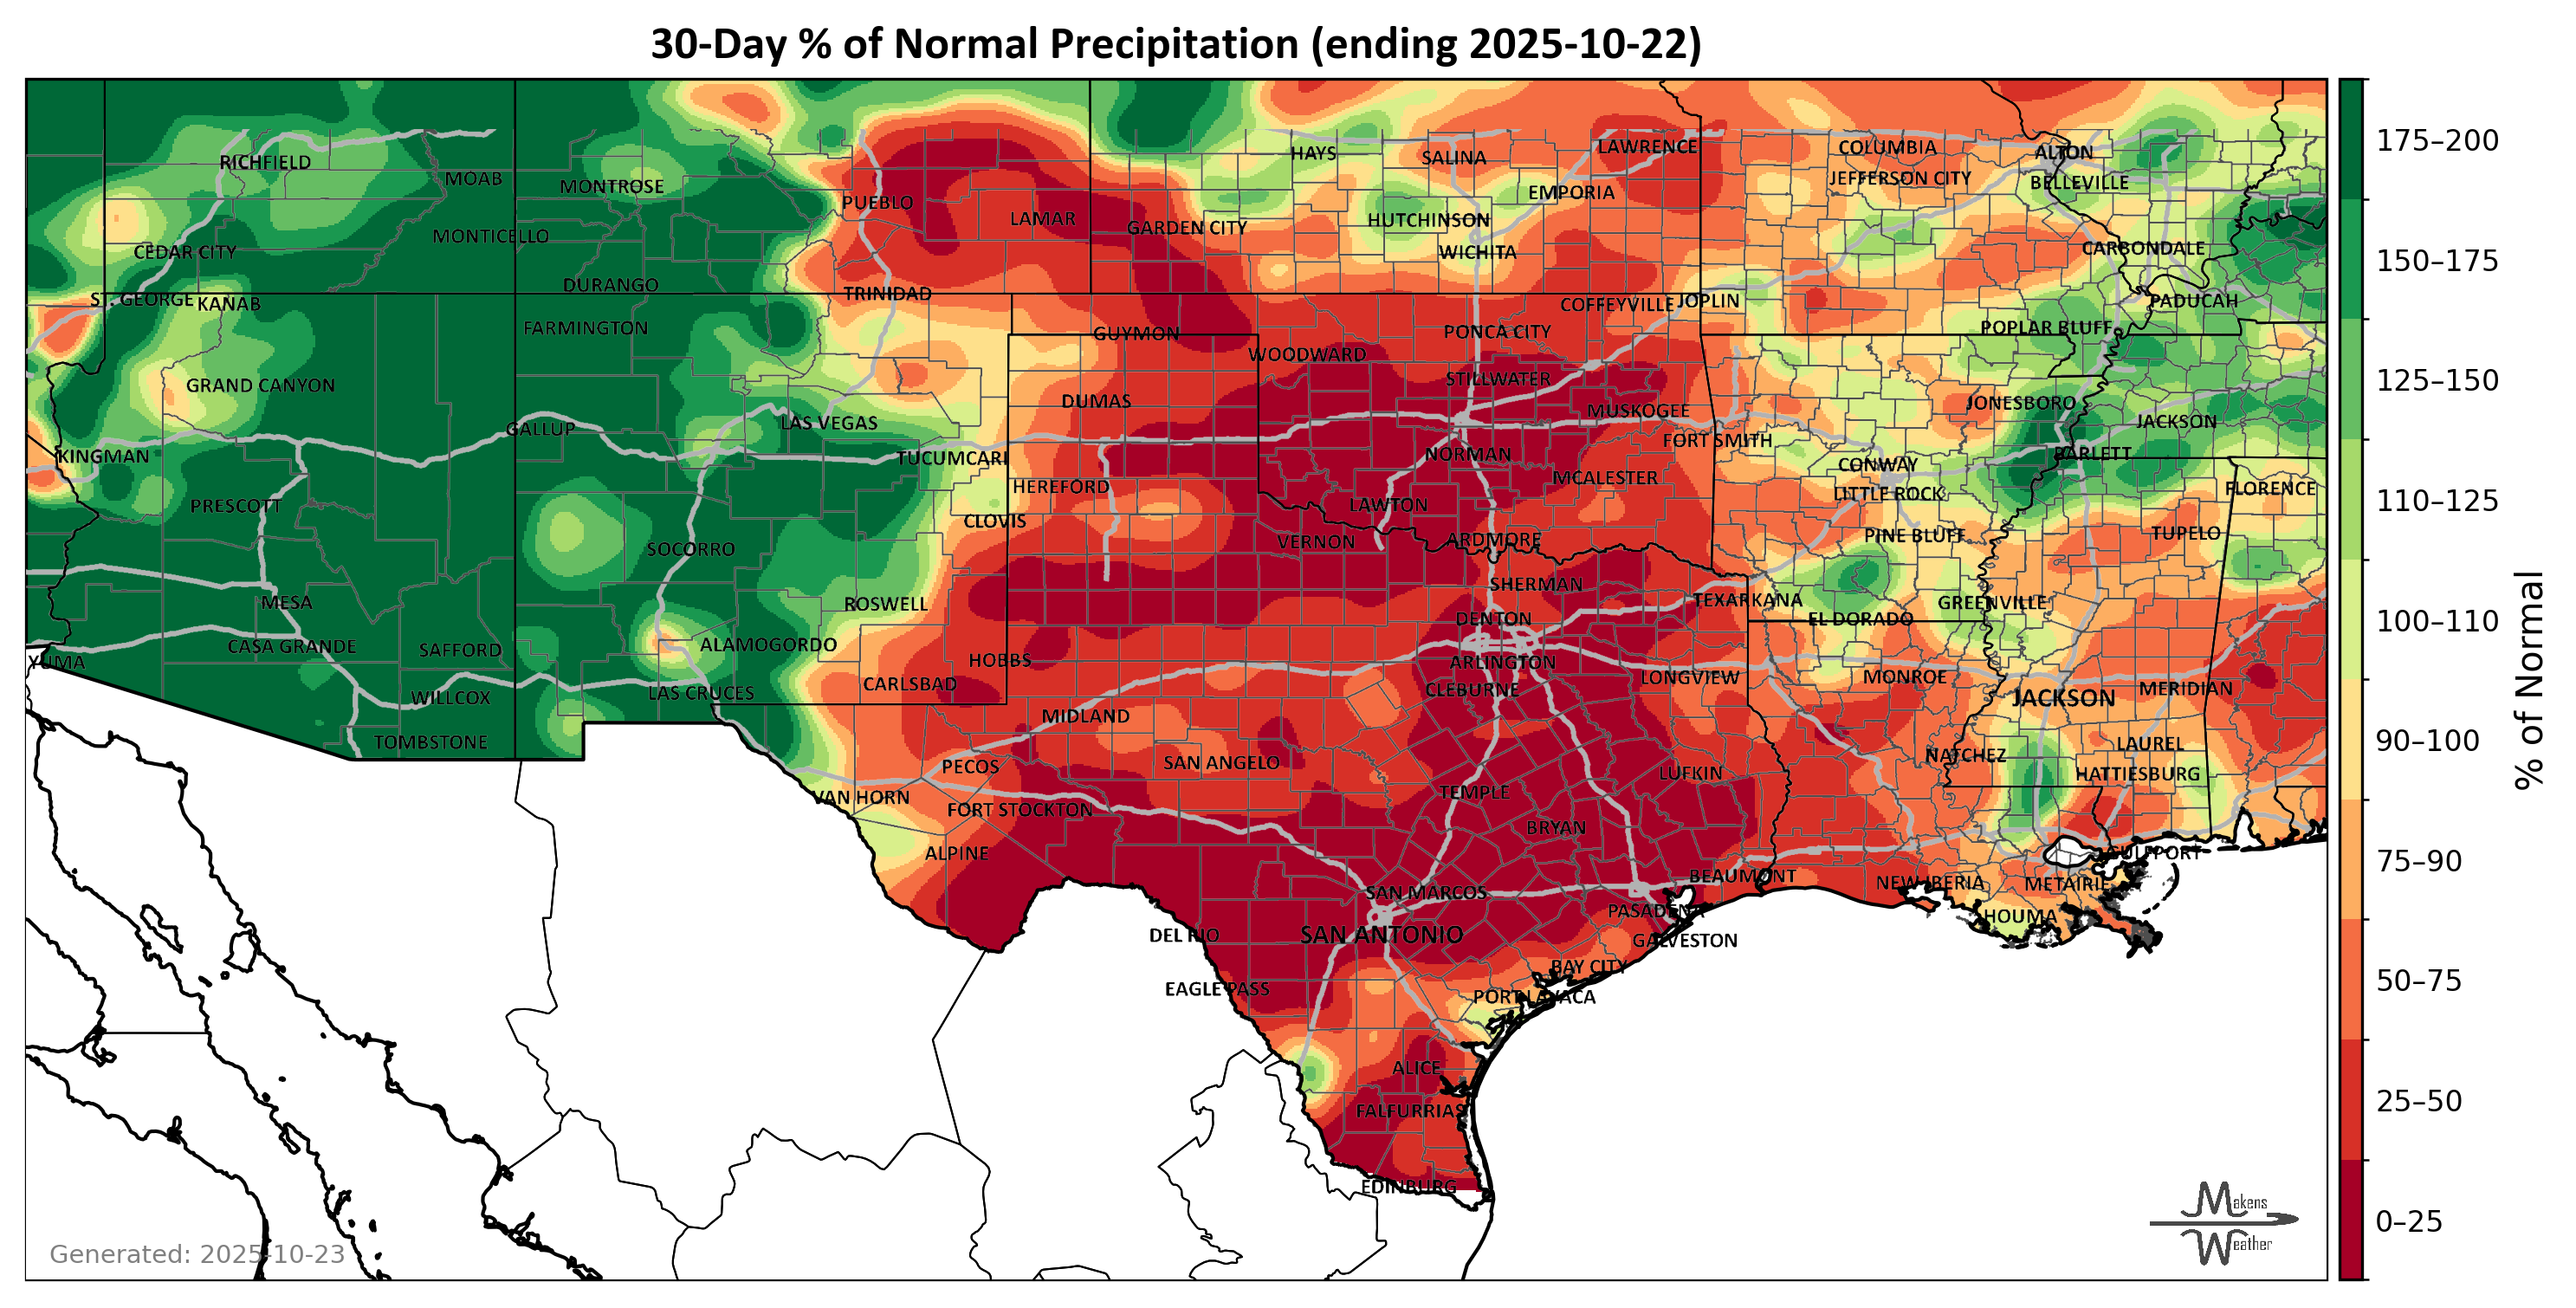 30-Day % of Normal Precipitation (ending 2025-10-22)
RICHFIELD
MOAB
MONTROSE
PUEBLO
LAMAR
HAYS
SALINA
LAWRENCE
COLUMBIA
ALTON
JEFFERSON CITY
BELLEVILLE
EMPORIA
HUTCHINSON
GARDEN CITY
WICHITA
CARBONDALE
MONTICELLO
CEDAR CITY
DURANGO
TRINIDAD
ST. GEORGE
KANAB
COFFEYVILLE
JOPLIN
PADUCAH
FARMINGTON
GUYMON
PONCA CITY
POPLAR BLUFF
WOODWARD
GRAND CANYON
STILLWATER
DUMAS
MUSKOGEE
JONESBORO
JACKSON
GALLUP
LAS VEGAS
FORT SMITH
KINGMAN
TUCUMCARI
NORMAN
CONWAY
BARLETT
HEREFORD
MCALESTER
LITTLE ROCK
FLORENCE
PRESCOTT
LAWTON
CLOVIS
VERNON
ARDMORE
PINE BLUFF
TUPELO
SOCORRO
SHERMAN
MESA
ROSWELL
TEXARKANA
GREENVILLE
DENTON
EL DORADO
CASA GRANDE
SAFFORD
ALAMOGORDO
HOBBS
ARLINGTON
YUMA
CARLSBAD
CLEBURNE
LONGVIEW
MONROE
MERIDIAN
WILLCOX
LAS CRUCES
JACKSON
MIDLAND
TOMBSTONE
PECOS
SAN ANGELO
LUFKIN
NATCHEZ
LAUREL
HATTIESBURG
VAN HORN
FORT STOCKTON
TEMPLE
BRYAN
ALPINE
GULFPORT
BEAUMONT
NEW IBERIA
METAIRIE
SAN MARCOS
PASADENA
HOUMA
DEL RIO
SAN ANTONIO
GALVESTON
BAY CITY
EAGLE PASS
PORT LAVACA
ALICE
FALFURRIAS
EDINBURG
Generated: 2025-10-23
Makens
Weather
175–200
150–175
125–150
110–125
100–110
90–100
75–90
50–75
25–50
0–25
% of Normal